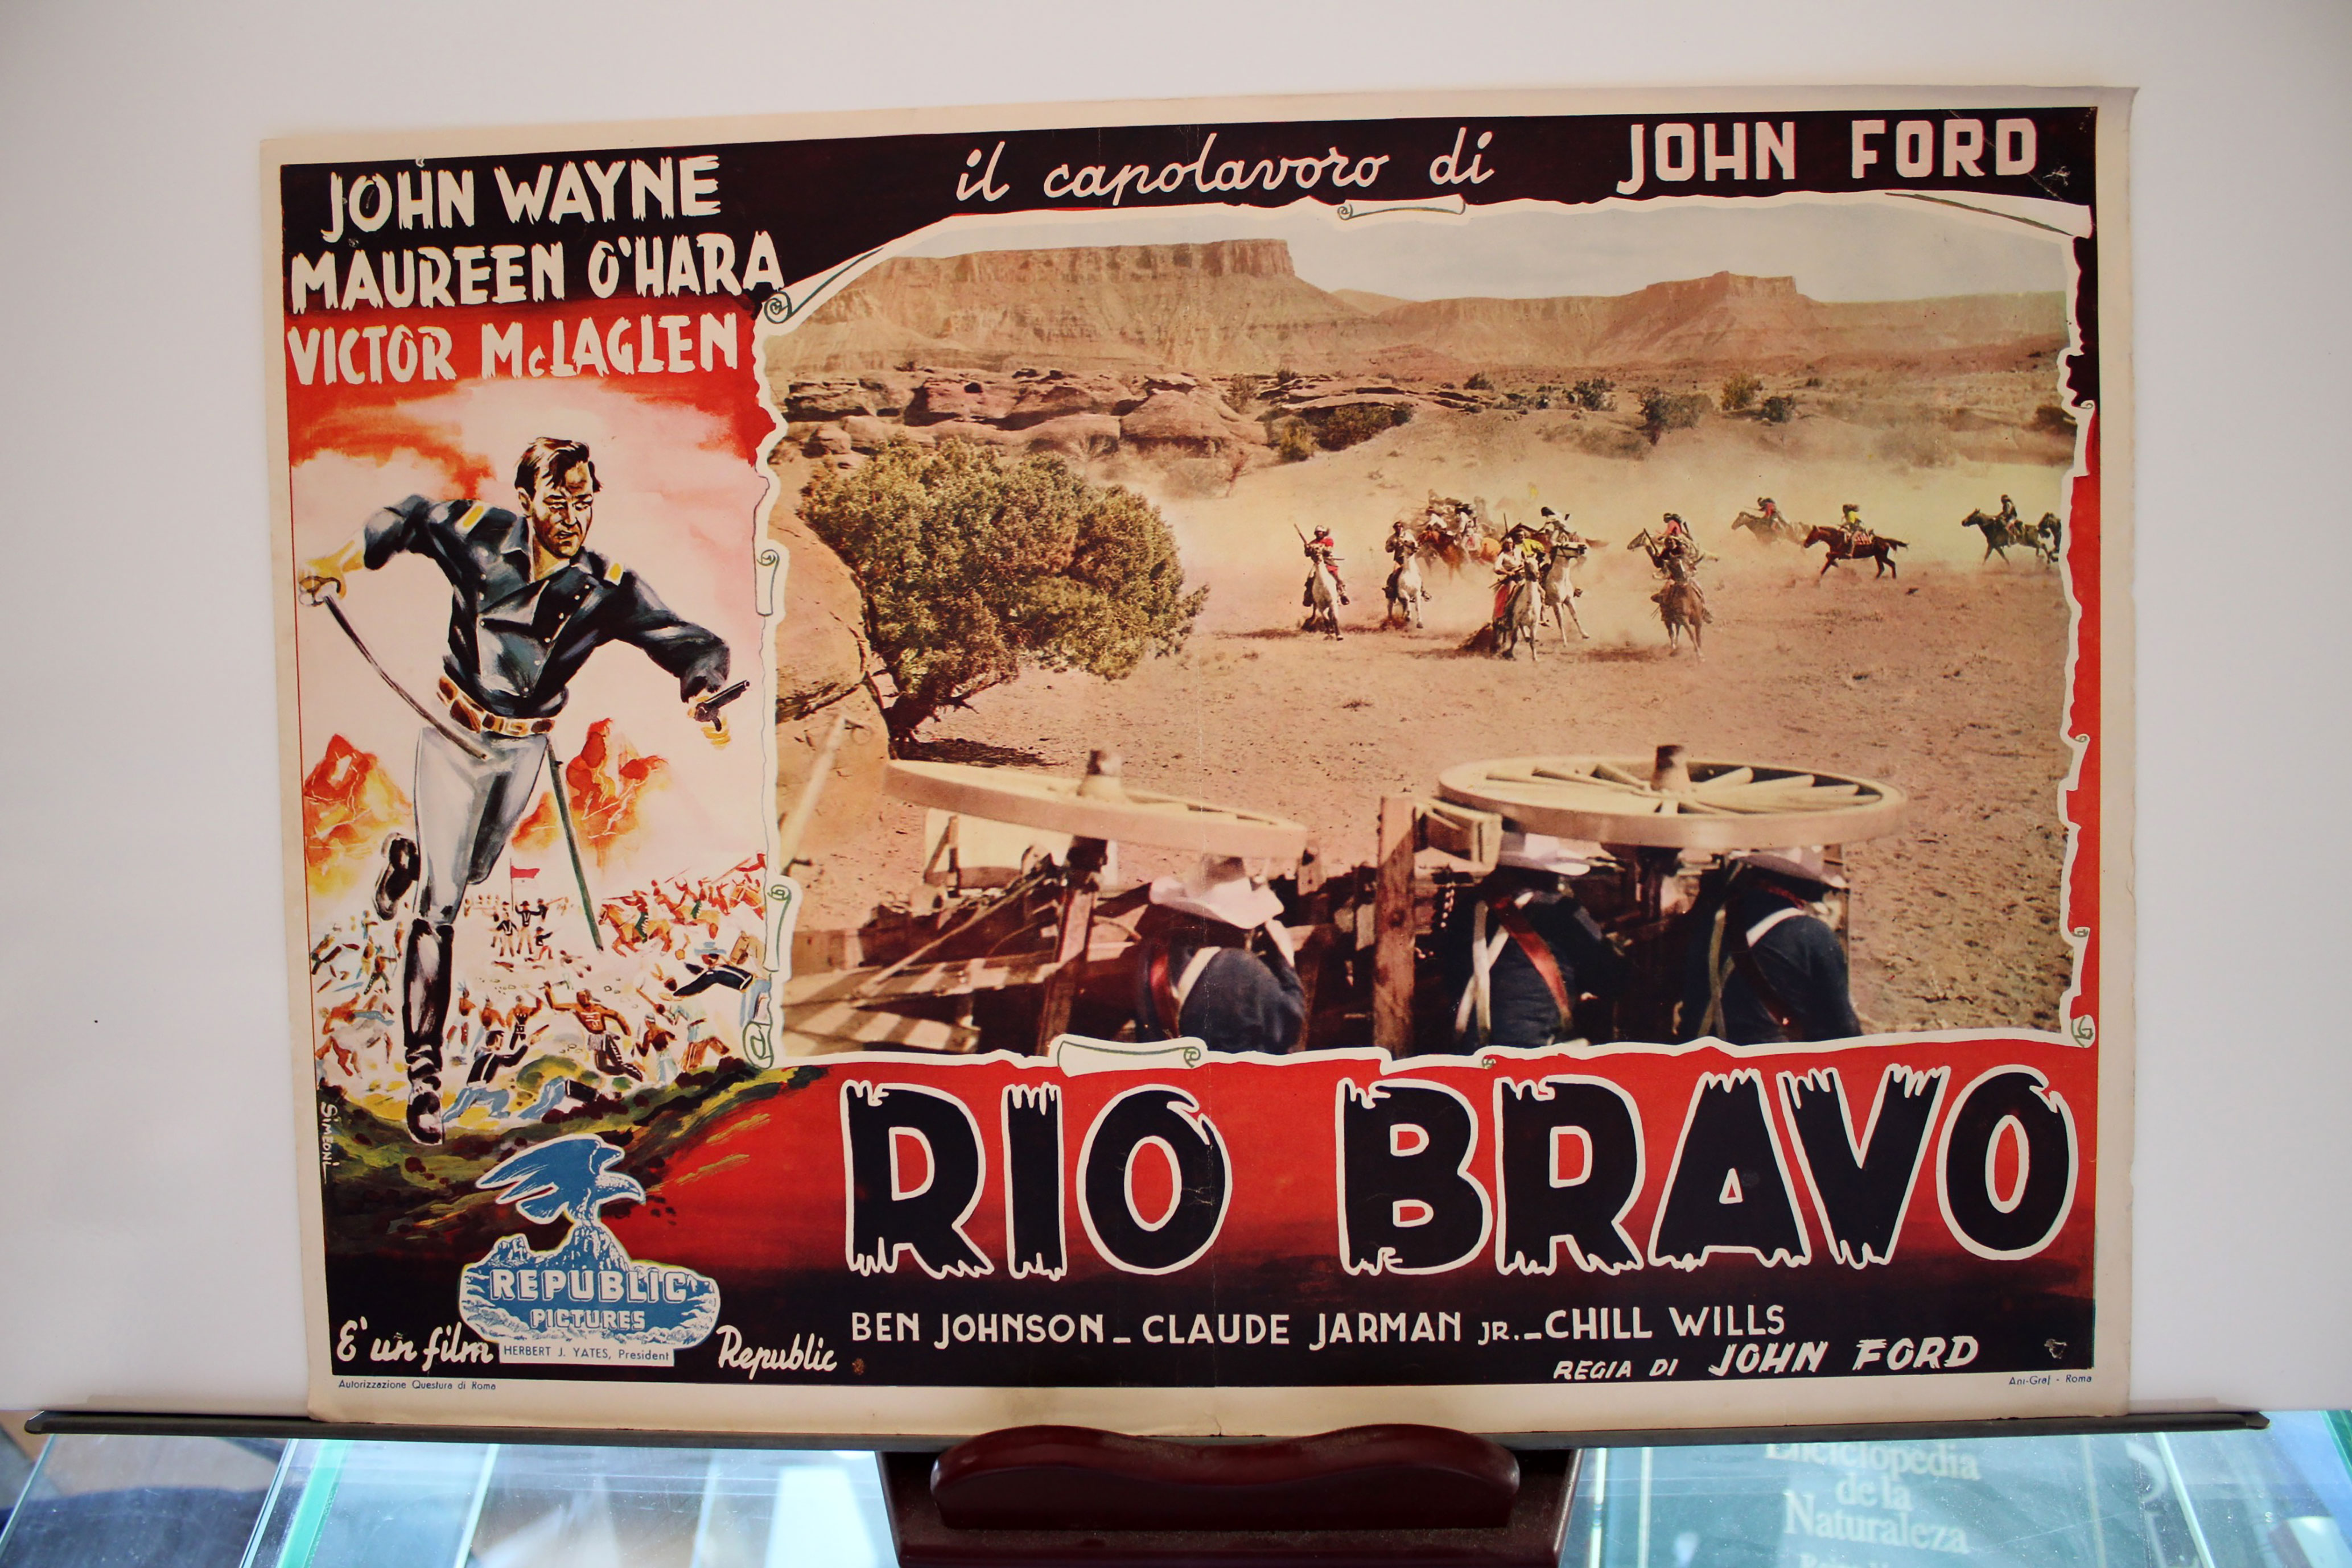 JOHN WAYNE
MAUREEN O'HARA
VICTOR McLAGLEN
il capolavoro di JOHN FORD
SIMEONI
RIO BRAVO
REPUBLIC
PICTURES
HERBERT J. YATES, President
E' un film Republic
BEN JOHNSON - CLAUDE JARMAN JR. - CHILL WILLS
REGIA DI JOHN FORD
Autorizzazione Questura di Roma
Ani-Graf - Roma
Enciclopedia
de la
Naturaleza